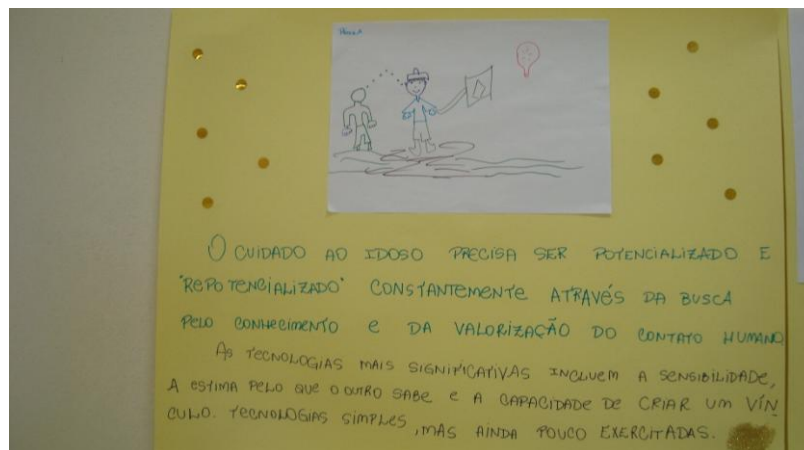 O CUIDADO AO IDOSO PRECISA SER POTENCIALIZADO E
"REPOTENCIALIZADO" CONSTANTEMENTE ATRAVÉS DA BUSCA
PELO CONHECIMENTO E DA VALORIZAÇÃO DO CONTATO HUMANO
AS TECNOLOGIAS MAIS SIGNIFICATIVAS INCLUEM A SENSIBILIDADE,
A ESTIMA PELO QUE O OUTRO SABE E A CAPACIDADE DE CRIAR UM VÍN
CULO. TECNOLOGIAS SIMPLES, MAS AINDA POUCO EXERCITADAS.